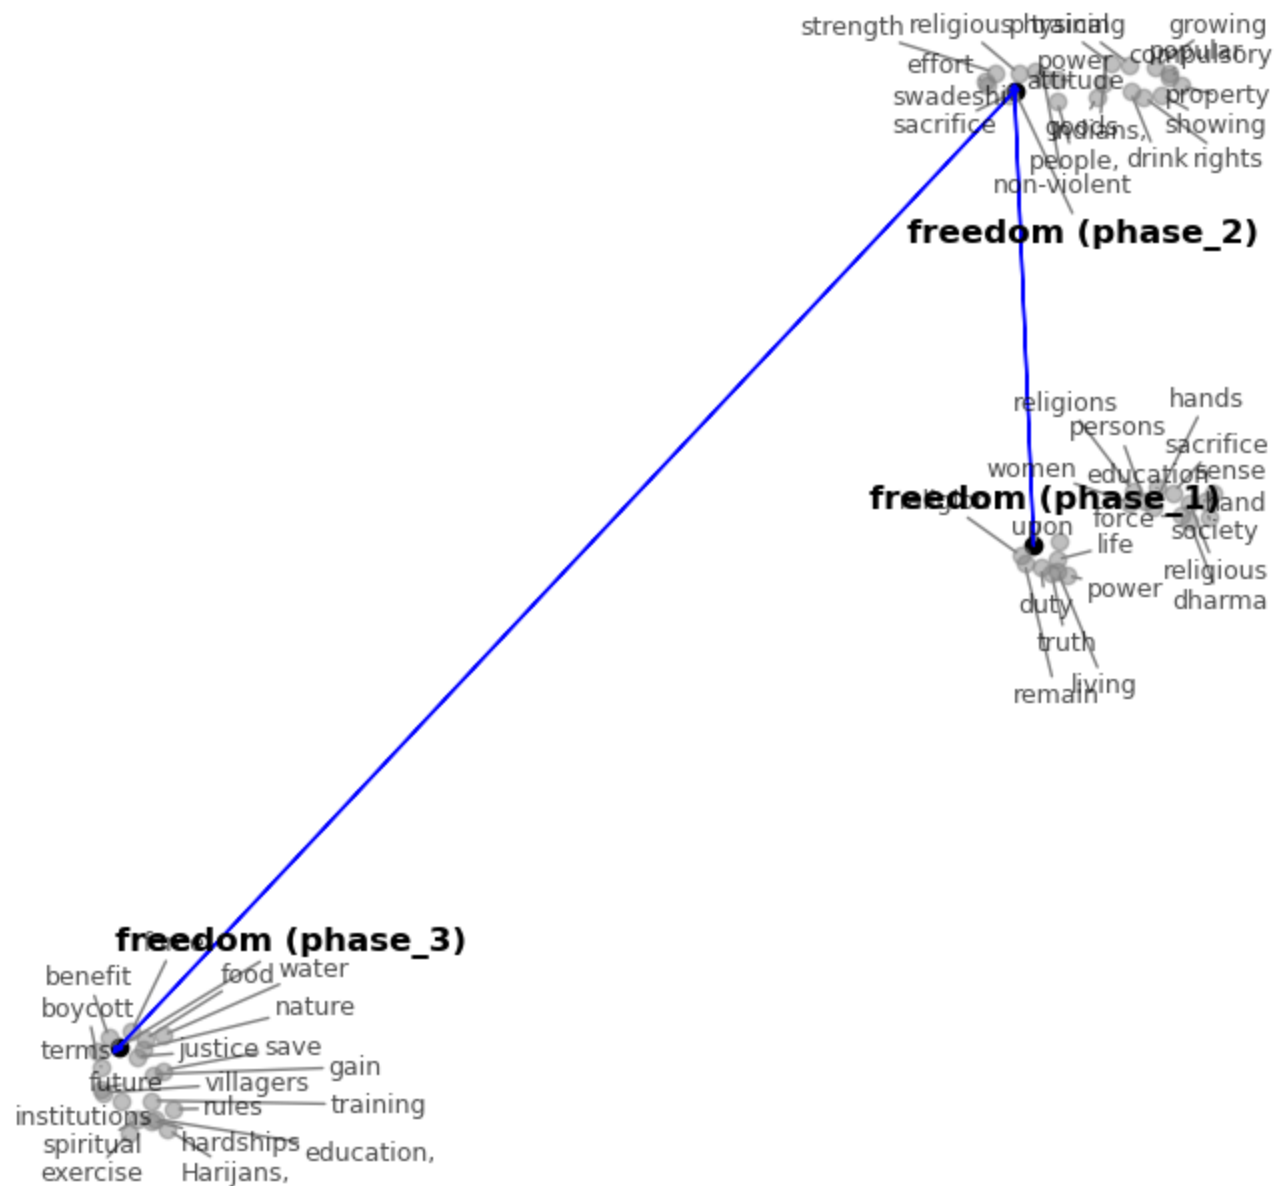 strength
religious
physical
training
growing
popular
compulsory
effort
power
attitude
swadeshi
property
sacrifice
goods
Indians,
showing
people,
drink
rights
non-violent
freedom (phase_2)
religions
hands
persons
sacrifice
women
education
sense
freedom (phase_1)
hand
force
upon
society
life
religious
power
dharma
duty
truth
living
remain
freedom (phase_3)
benefit
food
water
boycott
nature
terms
justice
save
gain
future
villagers
training
rules
institutions
spiritual
hardships
education,
exercise
Harijans,